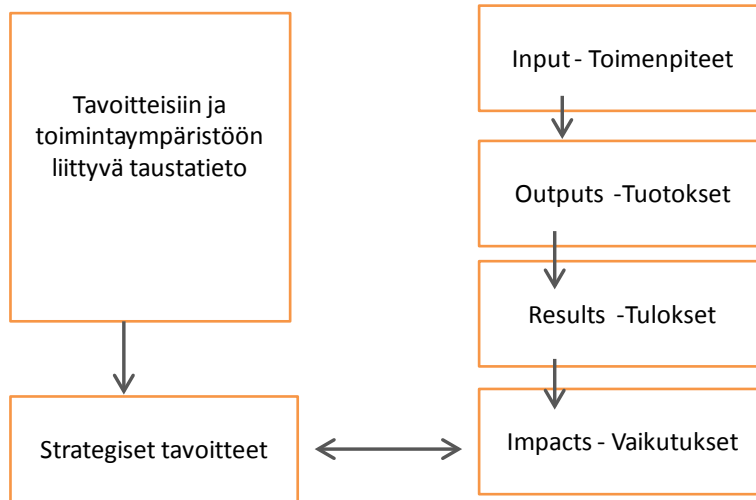 Tavoitteisiin ja
toimintaympäristöön
liittyvä taustatieto
Strategiset tavoitteet
Input - Toimenpiteet
Outputs -Tuotokset
Results -Tulokset
Impacts - Vaikutukset